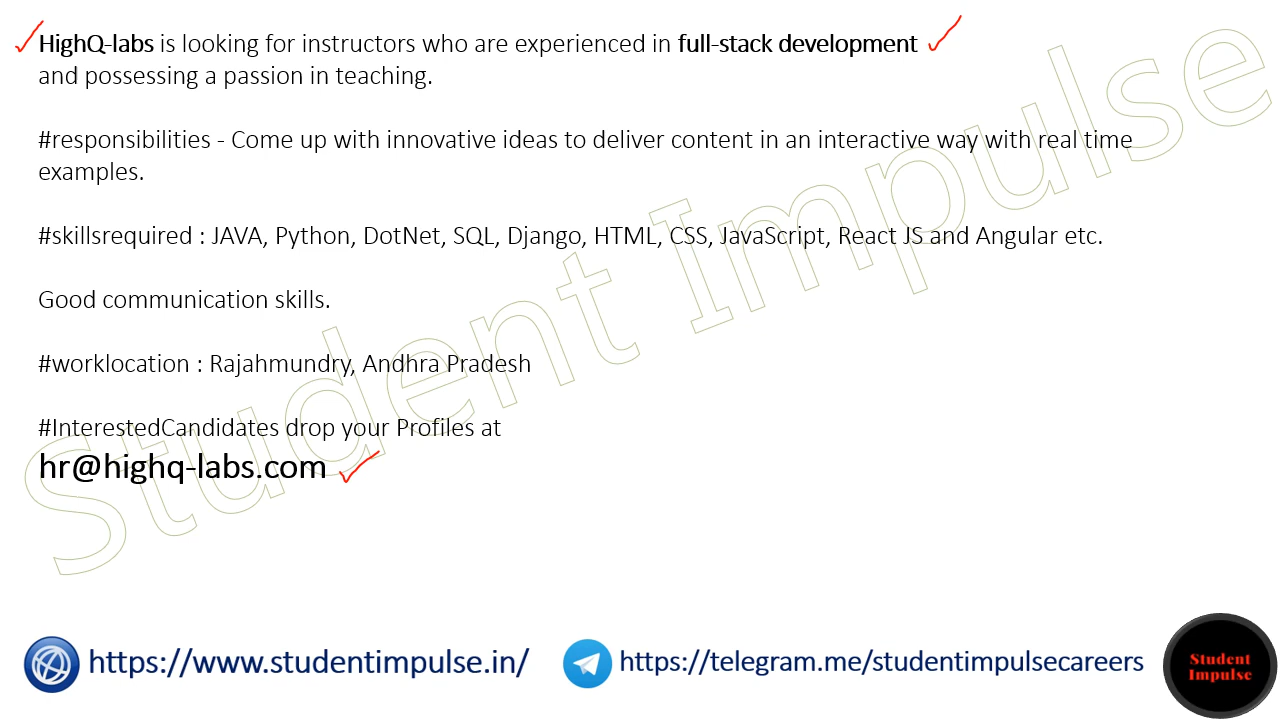 HighQ-labs is looking for instructors who are experienced in full-stack development
and possessing a passion in teaching.
#responsibilities - Come up with innovative ideas to deliver content in an interactive way with real time
examples.
#skillsrequired : JAVA, Python, DotNet, SQL, Django, HTML, CSS, JavaScript, React JS and Angular etc.
Good communication skills.
#worklocation : Rajahmundry, Andhra Pradesh
#InterestedCandidates drop your Profiles at
hr@highq-labs.com
Student Impulse
https://www.studentimpulse.in/
https://telegram.me/studentimpulsecareers
Student
Impulse